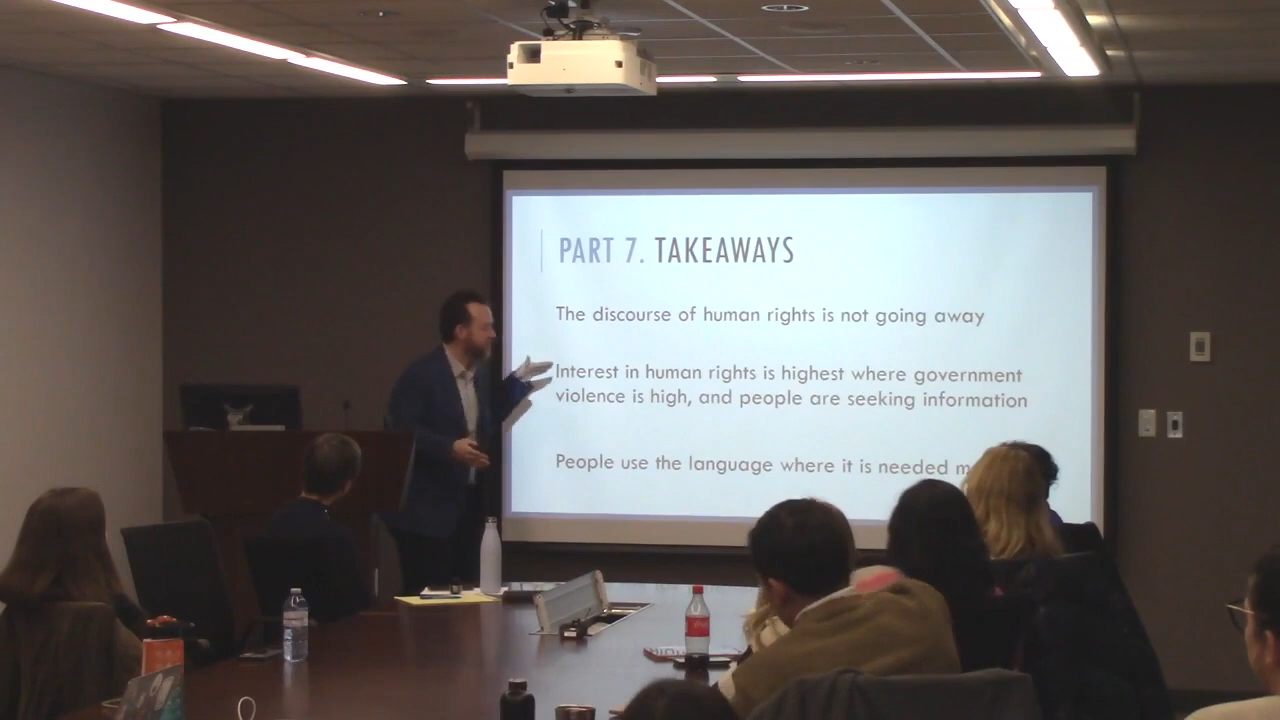 PART 7. TAKEAWAYS
The discourse of human rights is not going away
Interest in human rights is highest where government
violence is high, and people are seeking information
People use the language where it is needed